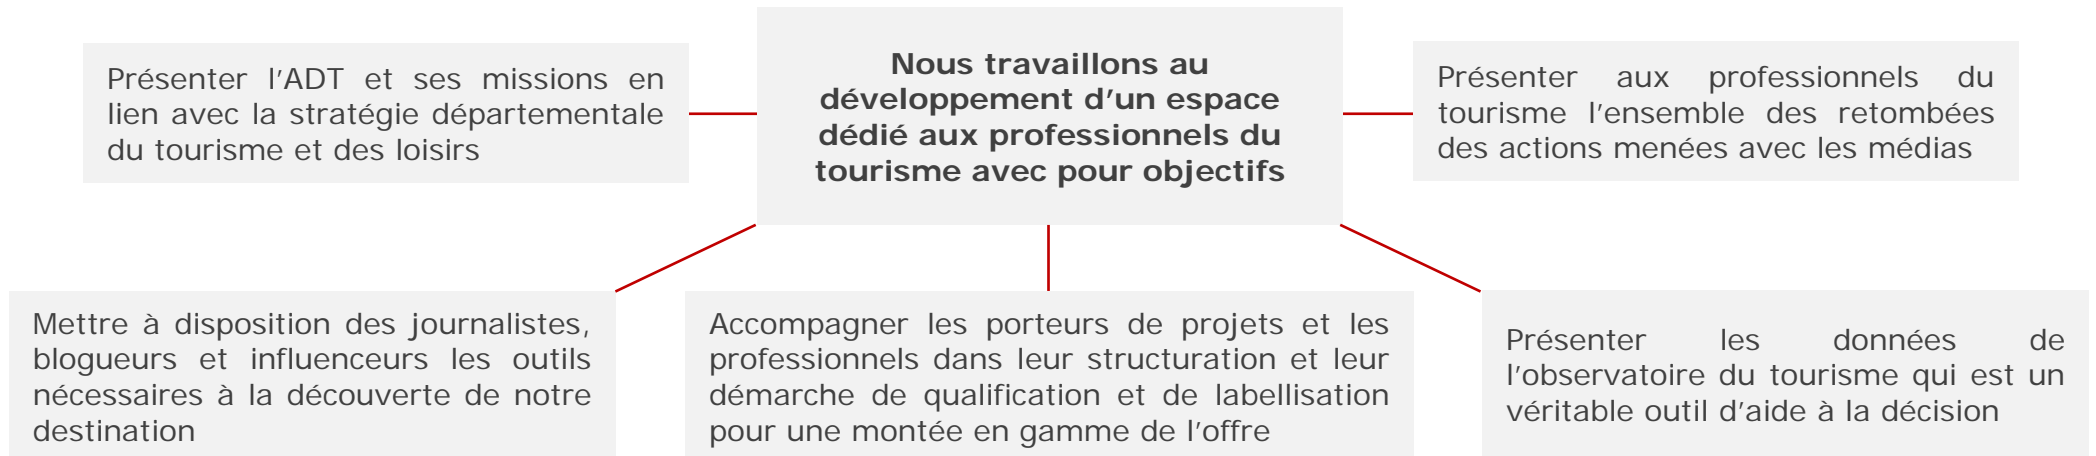 Présenter l'ADT et ses missions en
lien avec la stratégie départementale
du tourisme et des loisirs
Nous travaillons au
développement d'un espace
dédié aux professionnels du
tourisme avec pour objectifs
Présenter aux professionnels du
tourisme l'ensemble des retombées
des actions menées avec les médias
Mettre à disposition des journalistes,
blogueurs et influenceurs les outils
nécessaires à la découverte de notre
destination
Accompagner les porteurs de projets et les
professionnels dans leur structuration et leur
démarche de qualification et de labellisation
pour une montée en gamme de l'offre
Présenter les données de
l'observatoire du tourisme qui est un
véritable outil d'aide à la décision